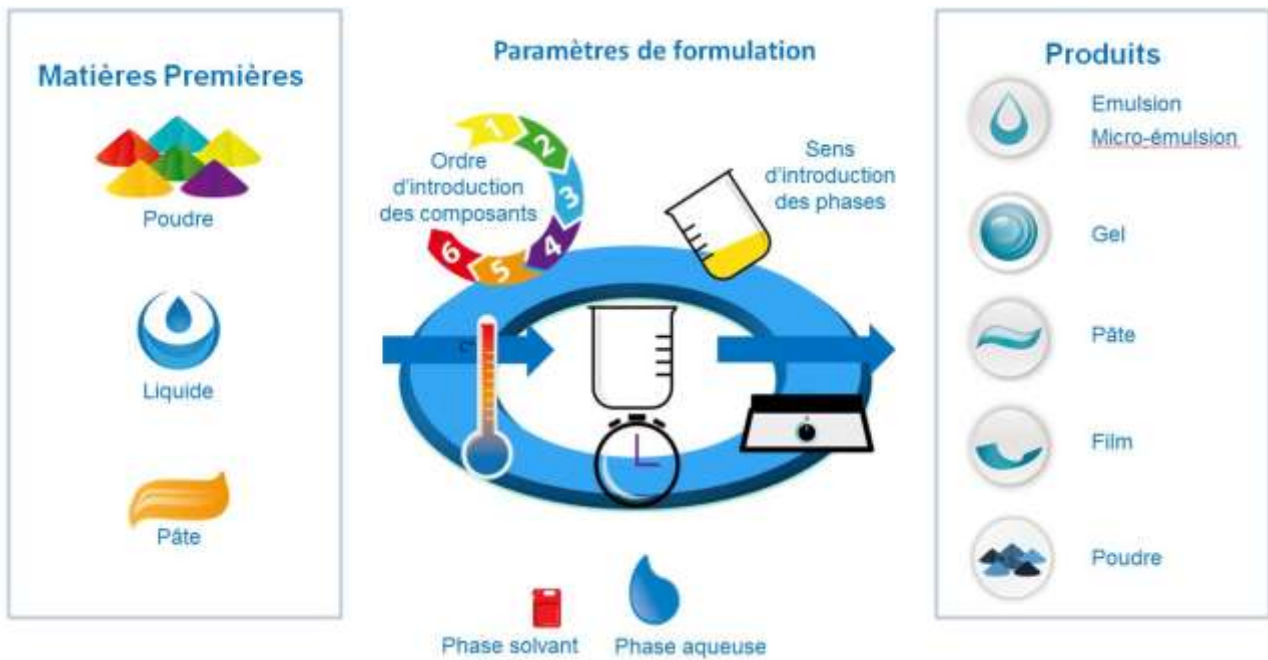 Matières Premières
Poudre
Liquide
Pâte
Paramètres de formulation
Ordre
d'introduction
des composants
1
2
3
4
5
6
Sens
d'introduction
des phases
Phase solvant
Phase aqueuse
Produits
Emulsion
Micro-émulsion
Gel
Pâte
Film
Poudre